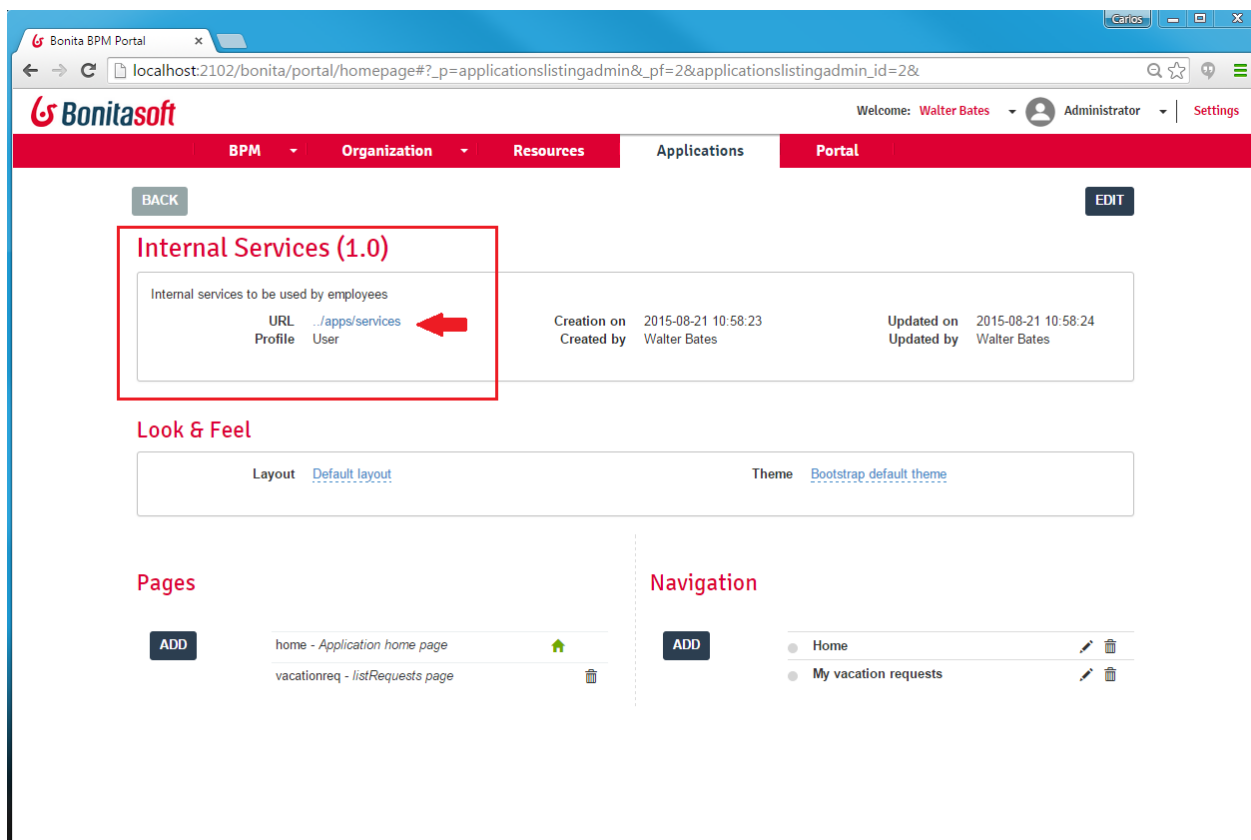 Carlos
Bonita BPM Portal
localhost:2102/bonita/portal/homepage#?_p=applicationslistingadmin&_pf=2&applicationslistingadmin_id=2&
Bonitasoft
Welcome: Walter Bates Administrator Settings
BPM Organization Resources Applications Portal
BACK EDIT
Internal Services (1.0)
Internal services to be used by employees
URL ../apps/services Creation on 2015-08-21 10:58:23 Updated on 2015-08-21 10:58:24
Profile User Created by Walter Bates Updated by Walter Bates
Look & Feel
Layout Default layout Theme Bootstrap default theme
Pages Navigation
ADD home - Application home page ADD Home
vacationreq - listRequests page My vacation requests